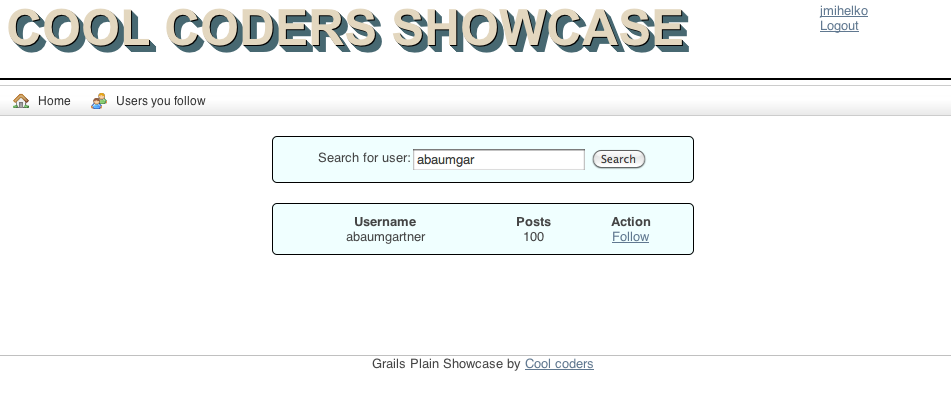 COOL CODERS SHOWCASE
jmihelko
Logout
Home Users you follow
Search for user: abaumgar Search
Username Posts Action
abaumgartner 100 Follow
Grails Plain Showcase by Cool coders